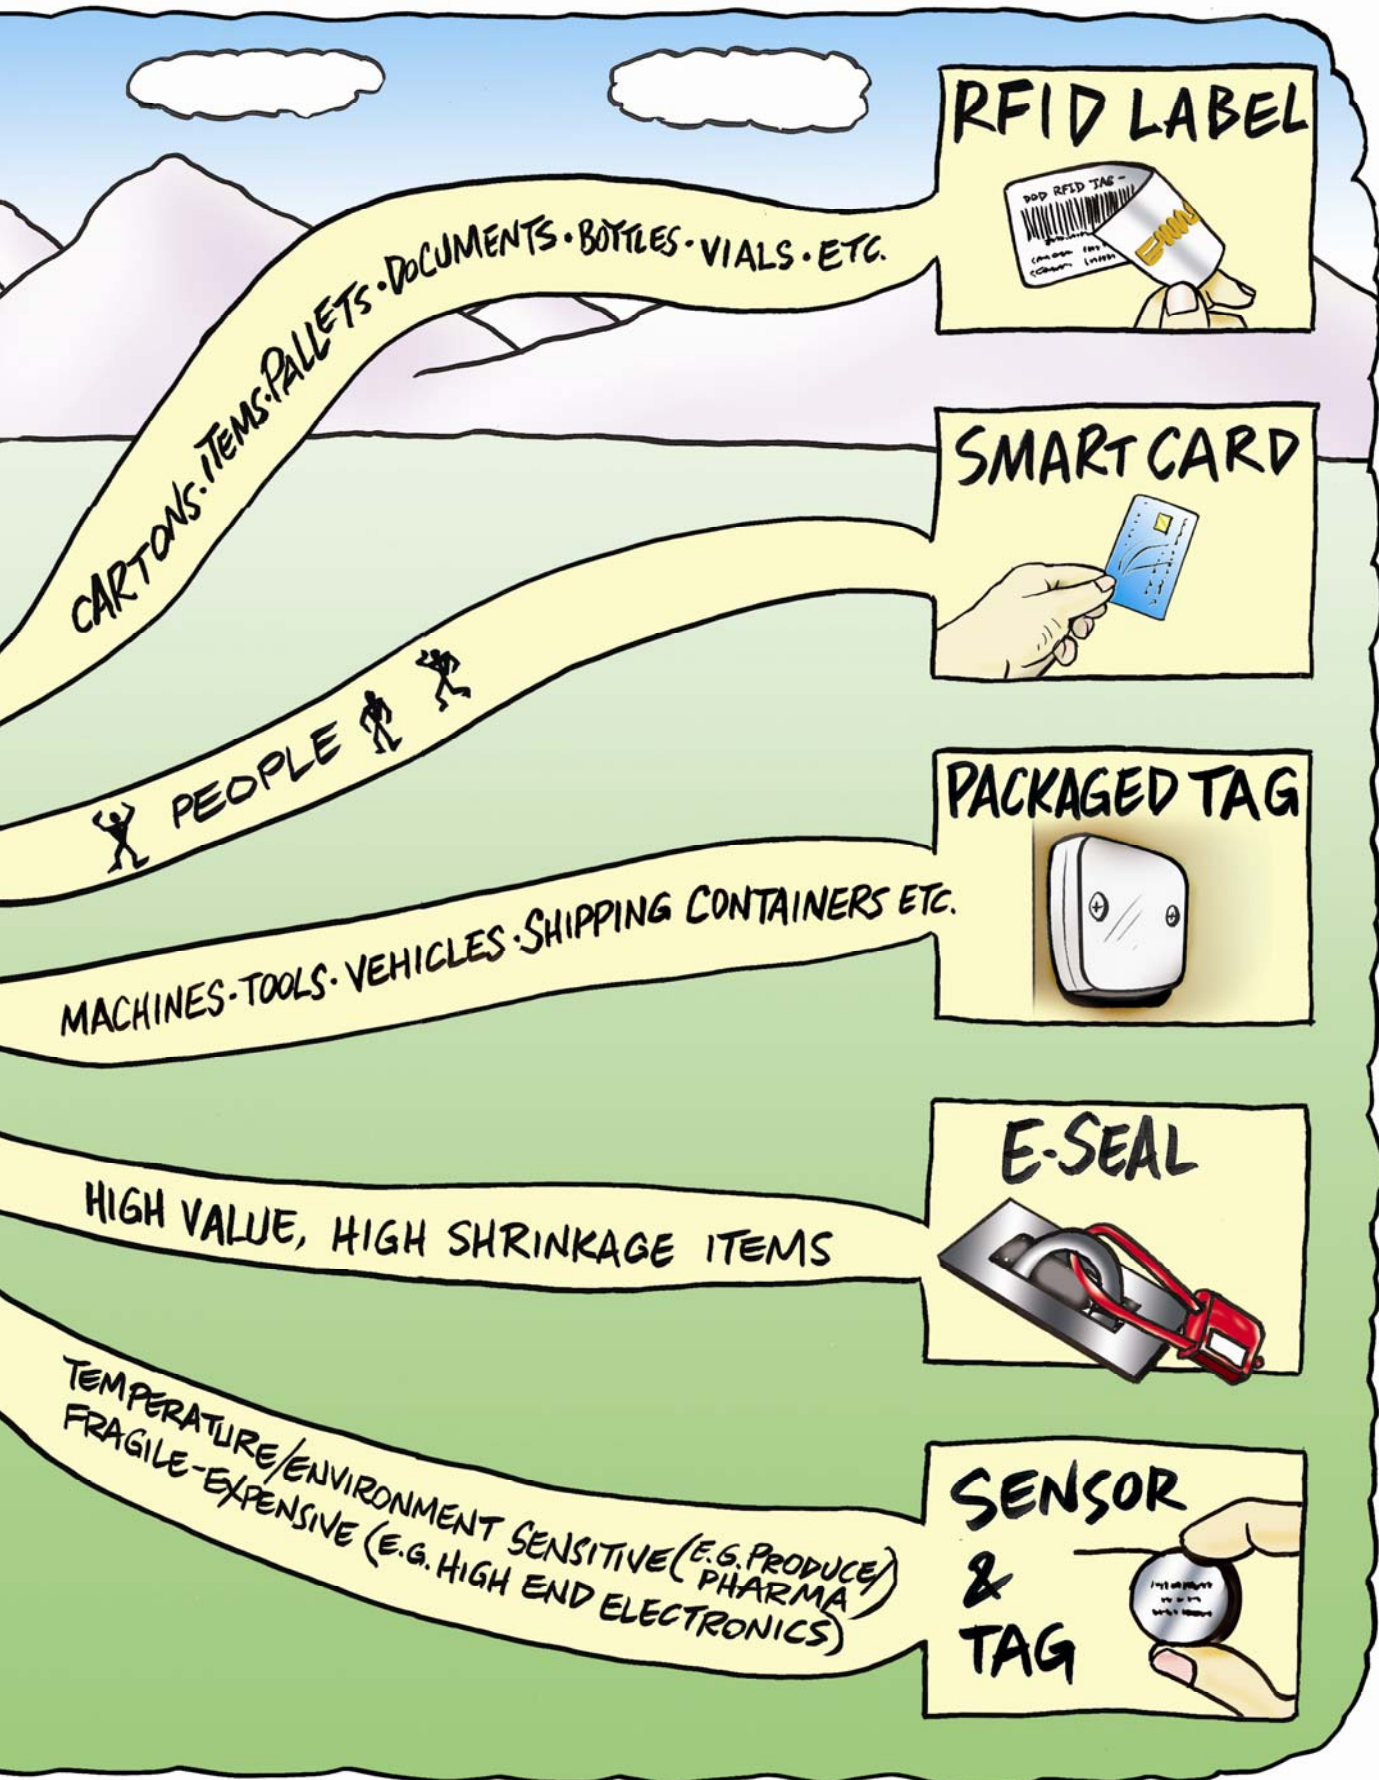 RFID LABEL
DOD RFID TAG-
CARTONS·ITEMS·PALLETS·DOCUMENTS·BOTTLES·VIALS·ETC.
SMART CARD
PEOPLE
PACKAGED TAG
MACHINES·TOOLS·VEHICLES·SHIPPING CONTAINERS ETC.
E-SEAL
HIGH VALUE, HIGH SHRINKAGE ITEMS
SENSOR
&
TAG
TEMPERATURE/ENVIRONMENT SENSITIVE (E.G. PRODUCE/
PHARMA)
FRAGILE-EXPENSIVE (E.G. HIGH END ELECTRONICS)